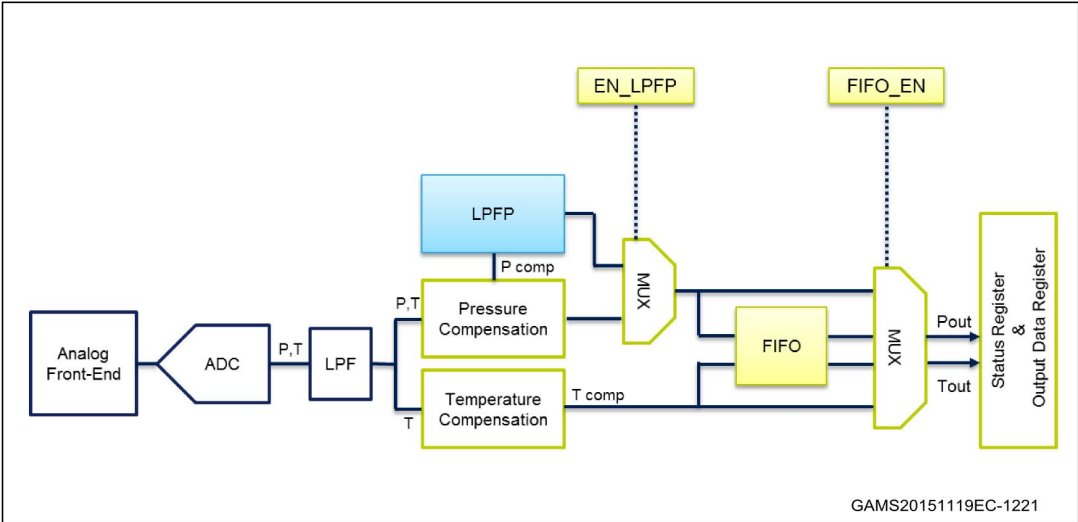 EN_LPFP
FIFO_EN
LPFP
P comp
P,T
Pressure
Compensation
MUX
Analog
Front-End
ADC
P,T
LPF
T
Temperature
Compensation
T comp
FIFO
MUX
Pout
Tout
Status Register
&
Output Data Register
GAMS20151119EC-1221